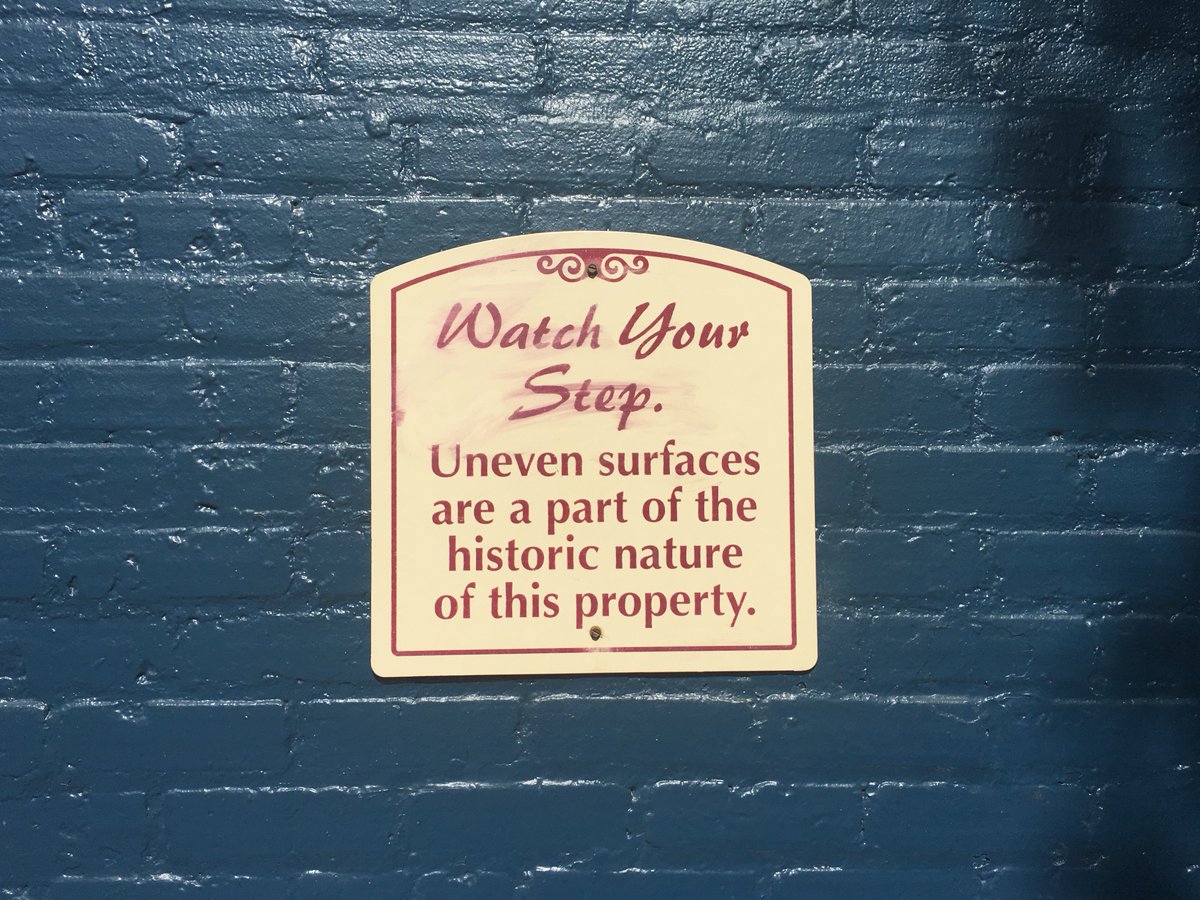 Watch Your
Step.
Uneven surfaces
are a part of the
historic nature
of this property.